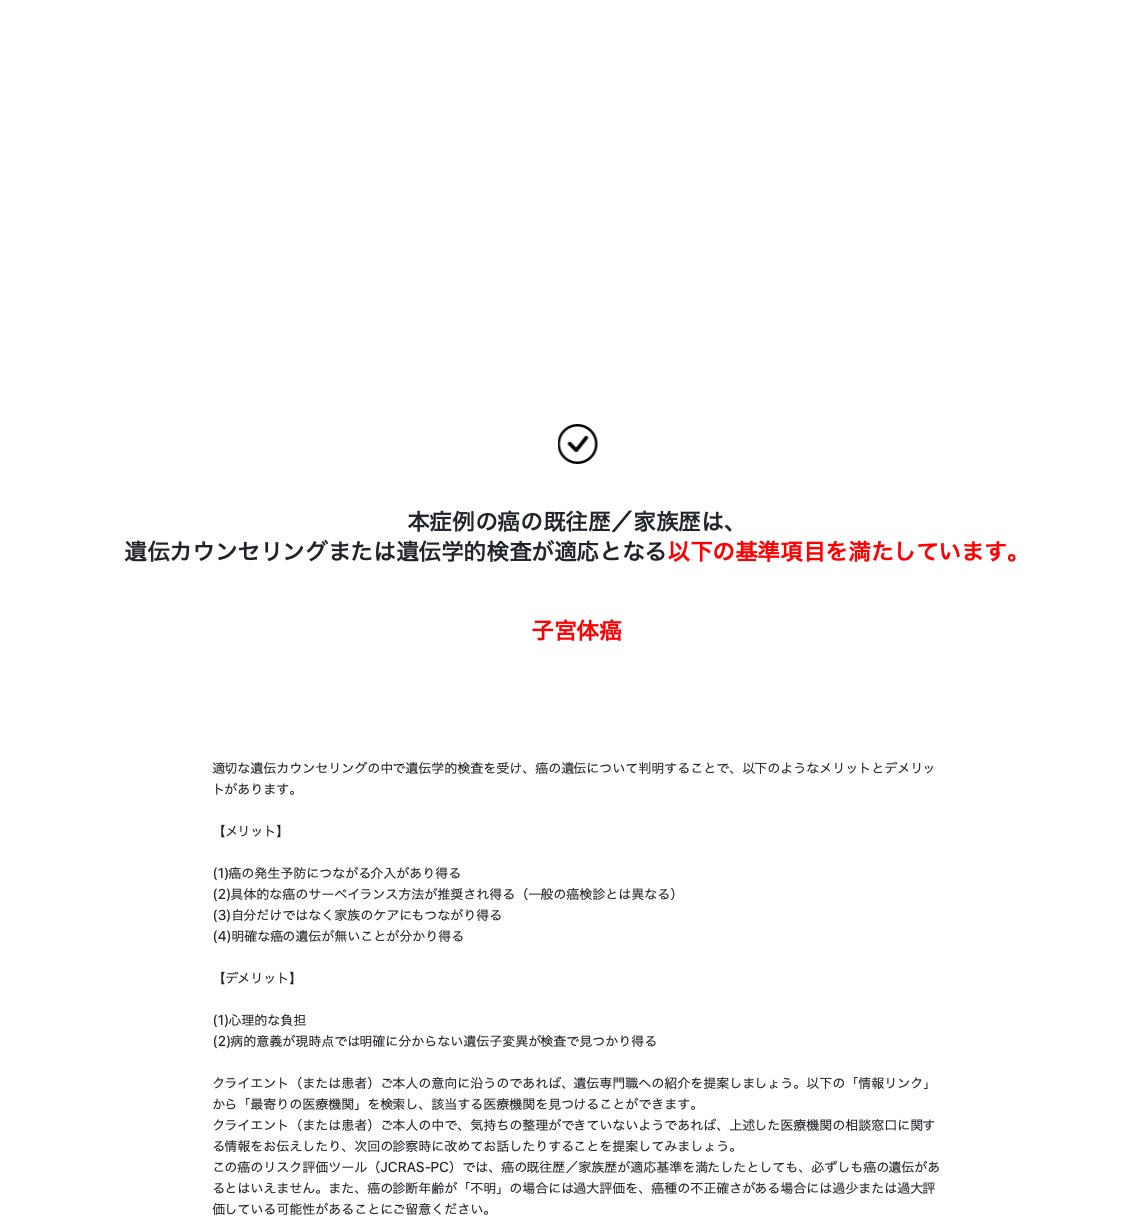 本症例の癌の既往歴／家族歴は、
遺伝カウンセリングまたは遺伝学的検査が適応となる以下の基準項目を満たしています。
子宮体癌
適切な遺伝カウンセリングの中で遺伝学的検査を受け、癌の遺伝について判明することで、以下のようなメリットとデメリッ
トがあります。
【メリット】
(1)癌の発生予防につながる介入があり得る
(2)具体的な癌のサーベイランス方法が推奨され得る（一般の癌検診とは異なる）
(3)自分だけではなく家族のケアにもつながり得る
(4)明確な癌の遺伝が無いことが分かり得る
【デメリット】
(1)心理的な負担
(2)病的意義が現時点では明確に分からない遺伝子変異が検査で見つかり得る
クライエント（または患者）ご本人の意向に沿うのであれば、遺伝専門職への紹介を提案しましょう。以下の「情報リンク」
から「最寄りの医療機関」を検索し、該当する医療機関を見つけることができます。
クライエント（または患者）ご本人の中で、気持ちの整理ができていないようであれば、上述した医療機関の相談窓口に関す
る情報をお伝えしたり、次回の診察時に改めてお話したりすることを提案してみましょう。
この癌のリスク評価ツール（JCRAS-PC）では、癌の既往歴／家族歴が適応基準を満たしたとしても、必ずしも癌の遺伝があ
るとはいえません。また、癌の診断年齢が「不明」の場合には過大評価を、癌種の不正確さがある場合には過少または過大評
価している可能性があることにご留意ください。